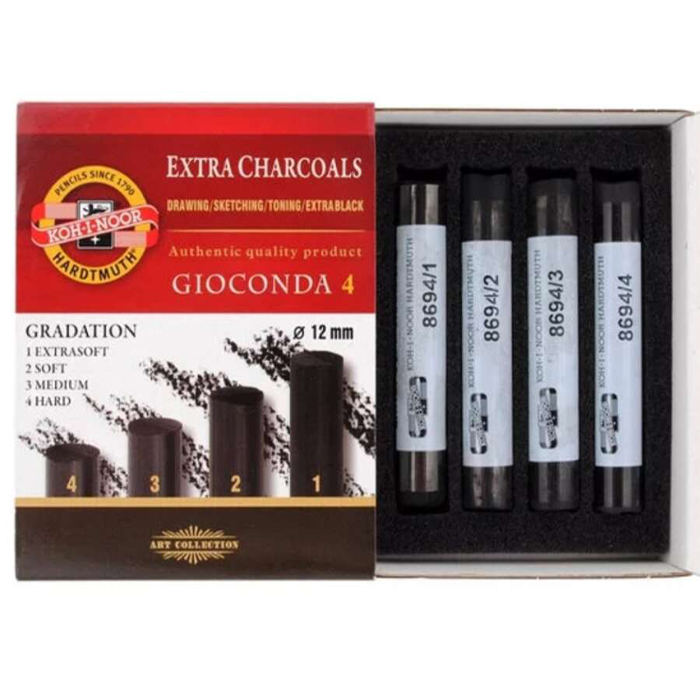 PENCILS SINCE 1790
KOH-I-NOOR
HARDTMUTH
EXTRA CHARCOALS
DRAWING/SKETCHING/TONING/EXTRABLACK
Authentic quality product
GIOCONDA 4
GRADATION
1 EXTRASOFT
2 SOFT
3 MEDIUM
4 HARD
ø 12 mm
4
3
2
1
ART COLLECTION
KOH-I-NOOR HARDTMUTH
8694/1
KOH-I-NOOR HARDTMUTH
8694/2
KOH-I-NOOR HARDTMUTH
8694/3
KOH-I-NOOR HARDTMUTH
8694/4